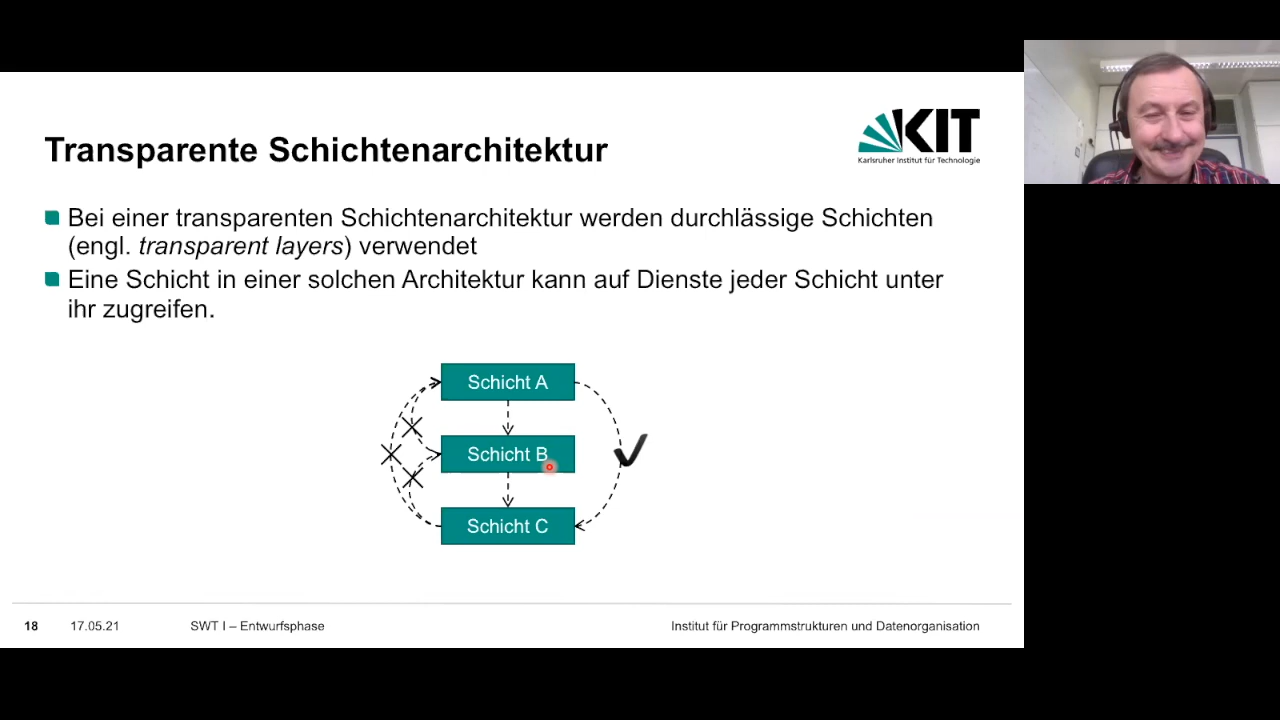 Transparente Schichtenarchitektur
KIT
Karlsruher Institut für Technologie
Bei einer transparenten Schichtenarchitektur werden durchlässige Schichten
(engl. transparent layers) verwendet
Eine Schicht in einer solchen Architektur kann auf Dienste jeder Schicht unter
ihr zugreifen.
Schicht A
Schicht B
Schicht C
18 17.05.21 SWT I – Entwurfsphase Institut für Programmstrukturen und Datenorganisation